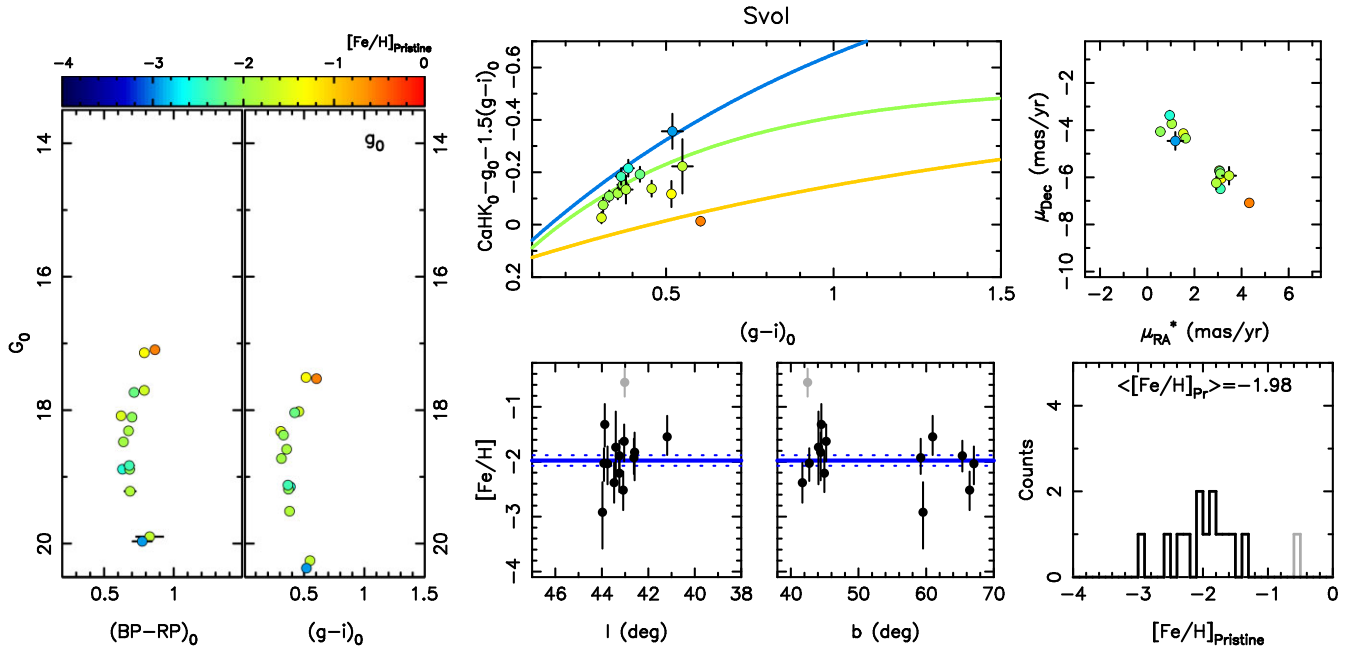 Svol
[Fe/H]Pristine
−4 −3 −2 −1 0
g₀
14 16 18 20
G₀
14 16 18 20
0.5 1
(BP−RP)₀
0.5 1 1.5
(g−i)₀
CaHK₀−g₀−1.5(g−i)₀
−0.6 −0.4 −0.2 0 0.2
0.5 1 1.5
(g−i)₀
μDec (mas/yr)
−2 −4 −6 −8 −10
−2 0 2 4 6
μRA* (mas/yr)
[Fe/H]
−1 −2 −3 −4
46 44 42 40 38
l (deg)
40 50 60 70
b (deg)
<[Fe/H]Pr>=−1.98
Counts
4 2 0
−4 −3 −2 −1 0
[Fe/H]Pristine